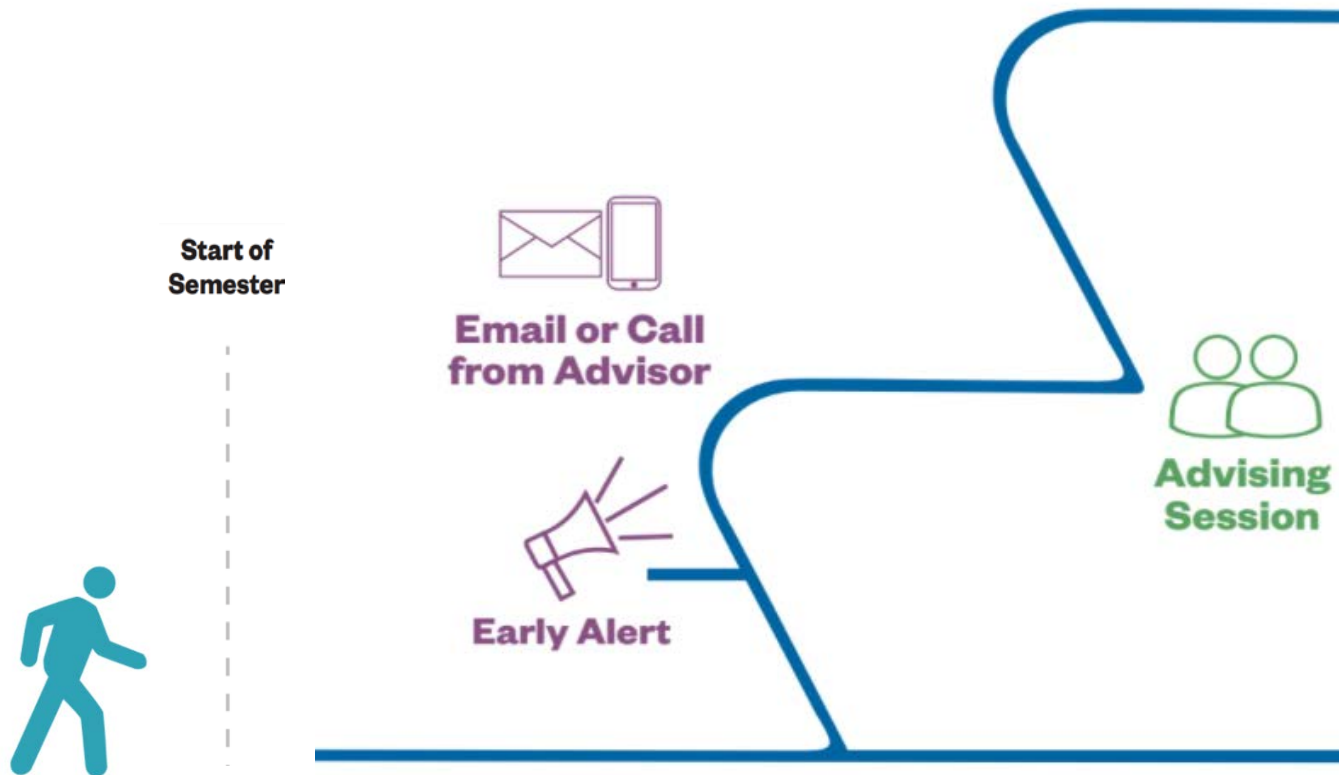 Start of
Semester
Email or Call
from Advisor
Early Alert
Advising
Session